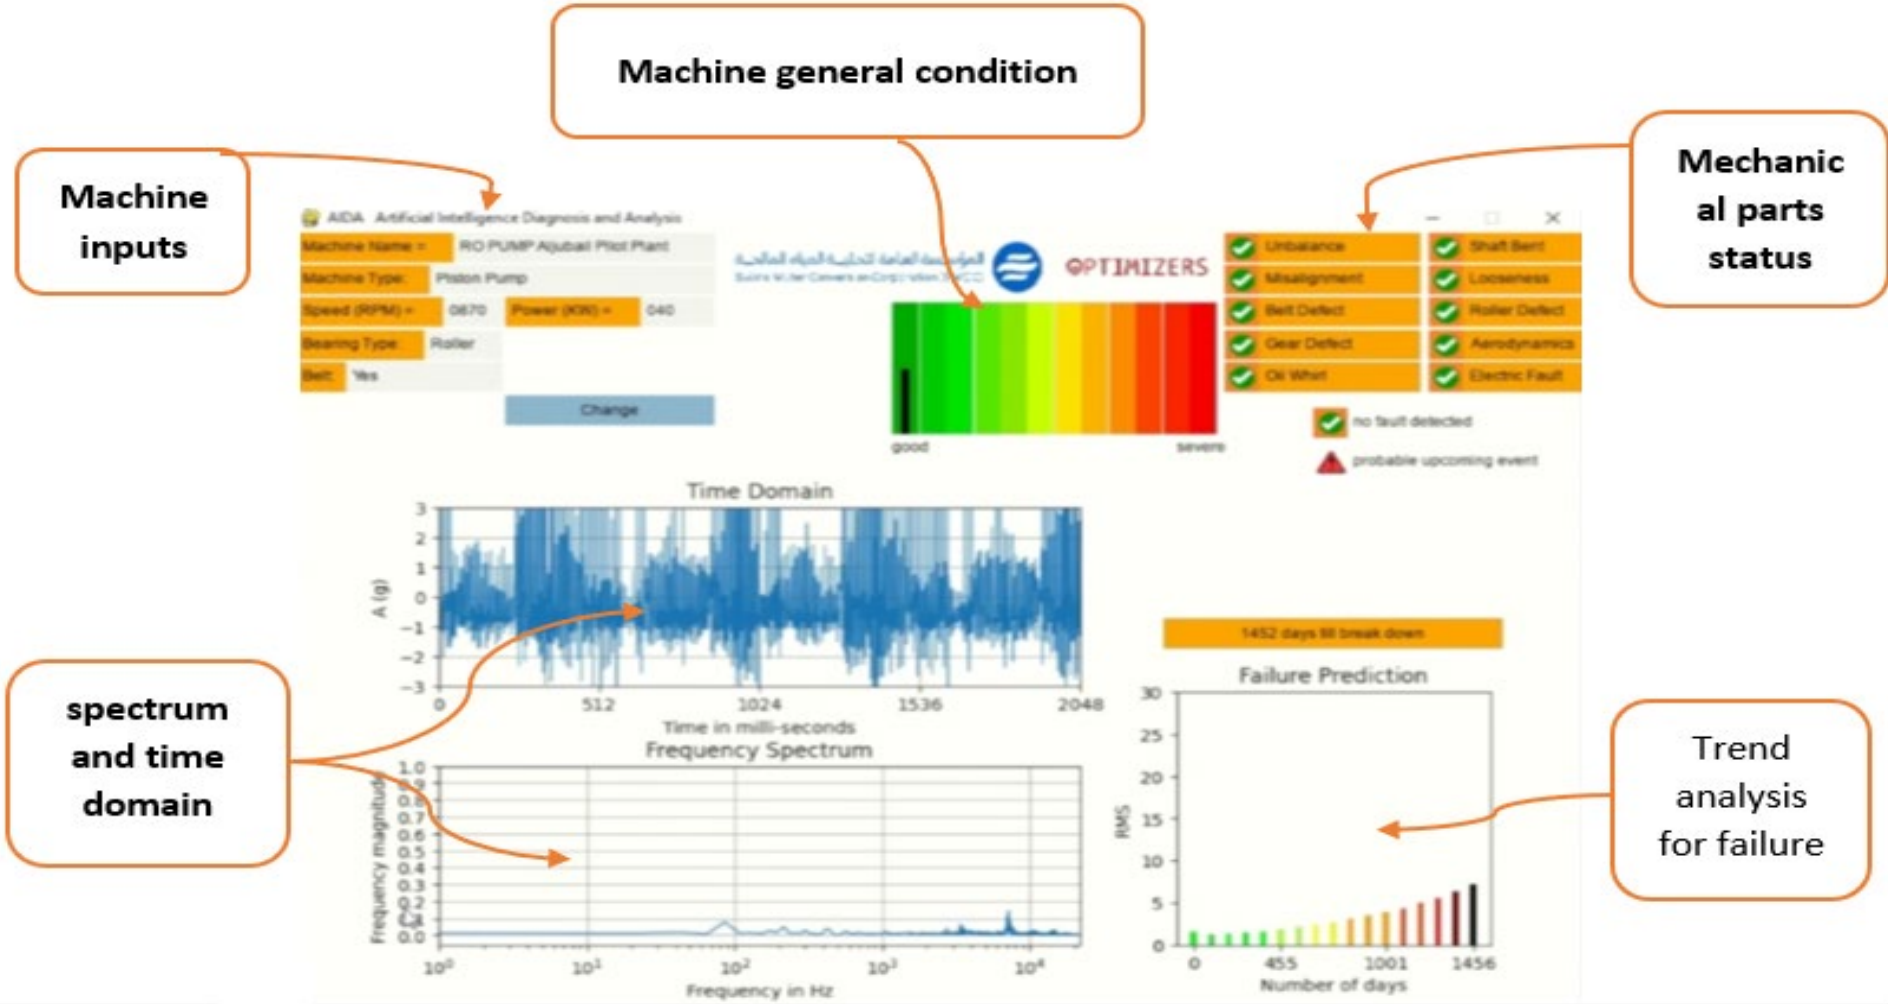 Machine general condition
Machine
inputs
Mechanic
al parts
status
AIDA Artificial Intelligence Diagnosis and Analysis
Machine Name = RO PUMP Aljubail Pilot Plant
Machine Type: Piston Pump
Speed (RPM) = 0870 Power (KW) = 040
Bearing Type: Roller
Belt: Yes
Change
المؤسسة العامة لتحلية المياه المالحة
OPTIMIZERS
good severe
Unbalance Shaft Bent
Misalignment Looseness
Belt Defect Roller Defect
Gear Defect Aerodynamics
Oil Whirl Electric Fault
no fault detected
probable upcoming event
Time Domain
A (g)
3
2
1
0
−1
−2
−3
0 512 1024 1536 2048
Time in milli-seconds
spectrum
and time
domain
Frequency Spectrum
Frequency magnitude
1.0
0.9
0.8
0.7
0.6
0.5
0.4
0.3
0.2
0.1
0.0
10⁰ 10¹ 10² 10³ 10⁴
Frequency in Hz
1452 days till break down
Failure Prediction
RMS
30
25
20
15
10
5
0
0 455 1001 1456
Number of days
Trend
analysis
for failure